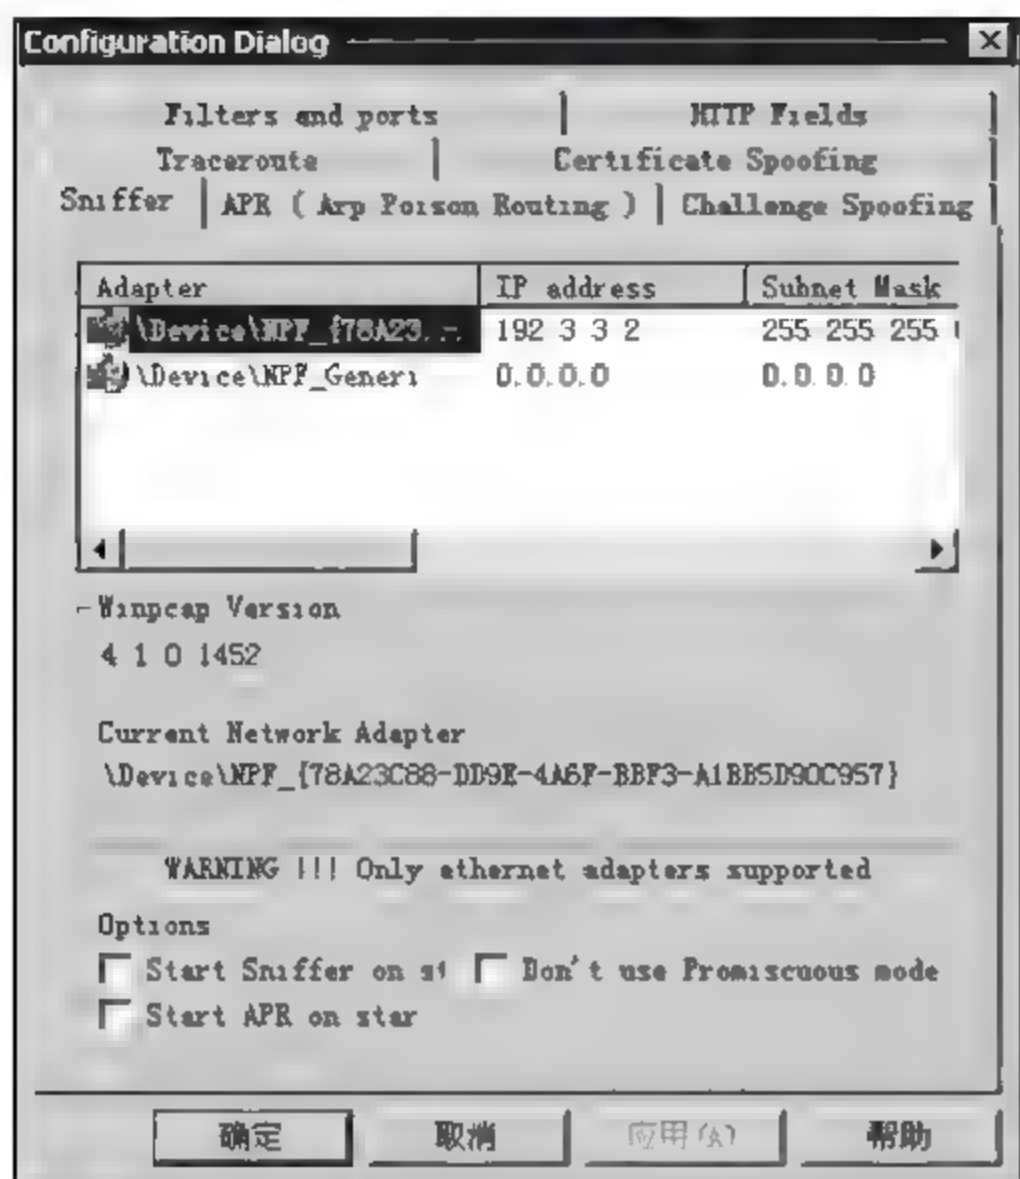 Configuration Dialog
Filters and ports HTTP Fields
Traceroute Certificate Spoofing
Sniffer APR ( Arp Poison Routing ) Challenge Spoofing
Adapter IP address Subnet Mask
\Device\NPF_{78A23... 192 3 3 2 255 255 255
\Device\NPF_Generi 0.0.0.0 0.0.0.0
Winpcap Version
4 1 0 1452
Current Network Adapter
\Device\NPF_{78A23C88-DD9E-4A6F-BBF3-A1BB5D90C957}
WARNING !!! Only ethernet adapters supported
Options
Start Sniffer on st Don't use Promiscuous mode
Start APR on star
确定 取消 应用(A) 帮助